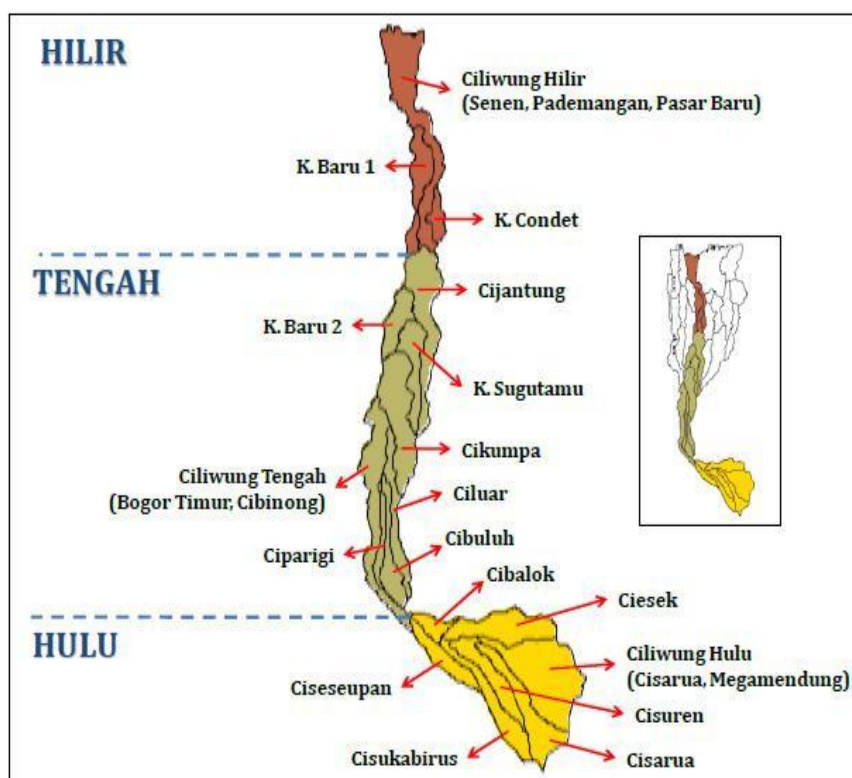 HILIR
Ciliwung Hilir
(Senen, Pademangan, Pasar Baru)
K. Baru 1
K. Condet
TENGAH
Cijantung
K. Baru 2
K. Sugutamu
Cikumpa
Ciliwung Tengah
(Bogor Timur, Cibinong)
Ciluar
Ciparigi
Cibuluh
Cibalok
Ciesek
HULU
Ciliwung Hulu
(Cisarua, Megamendung)
Ciseseupan
Cisuren
Cisukabirus
Cisarua